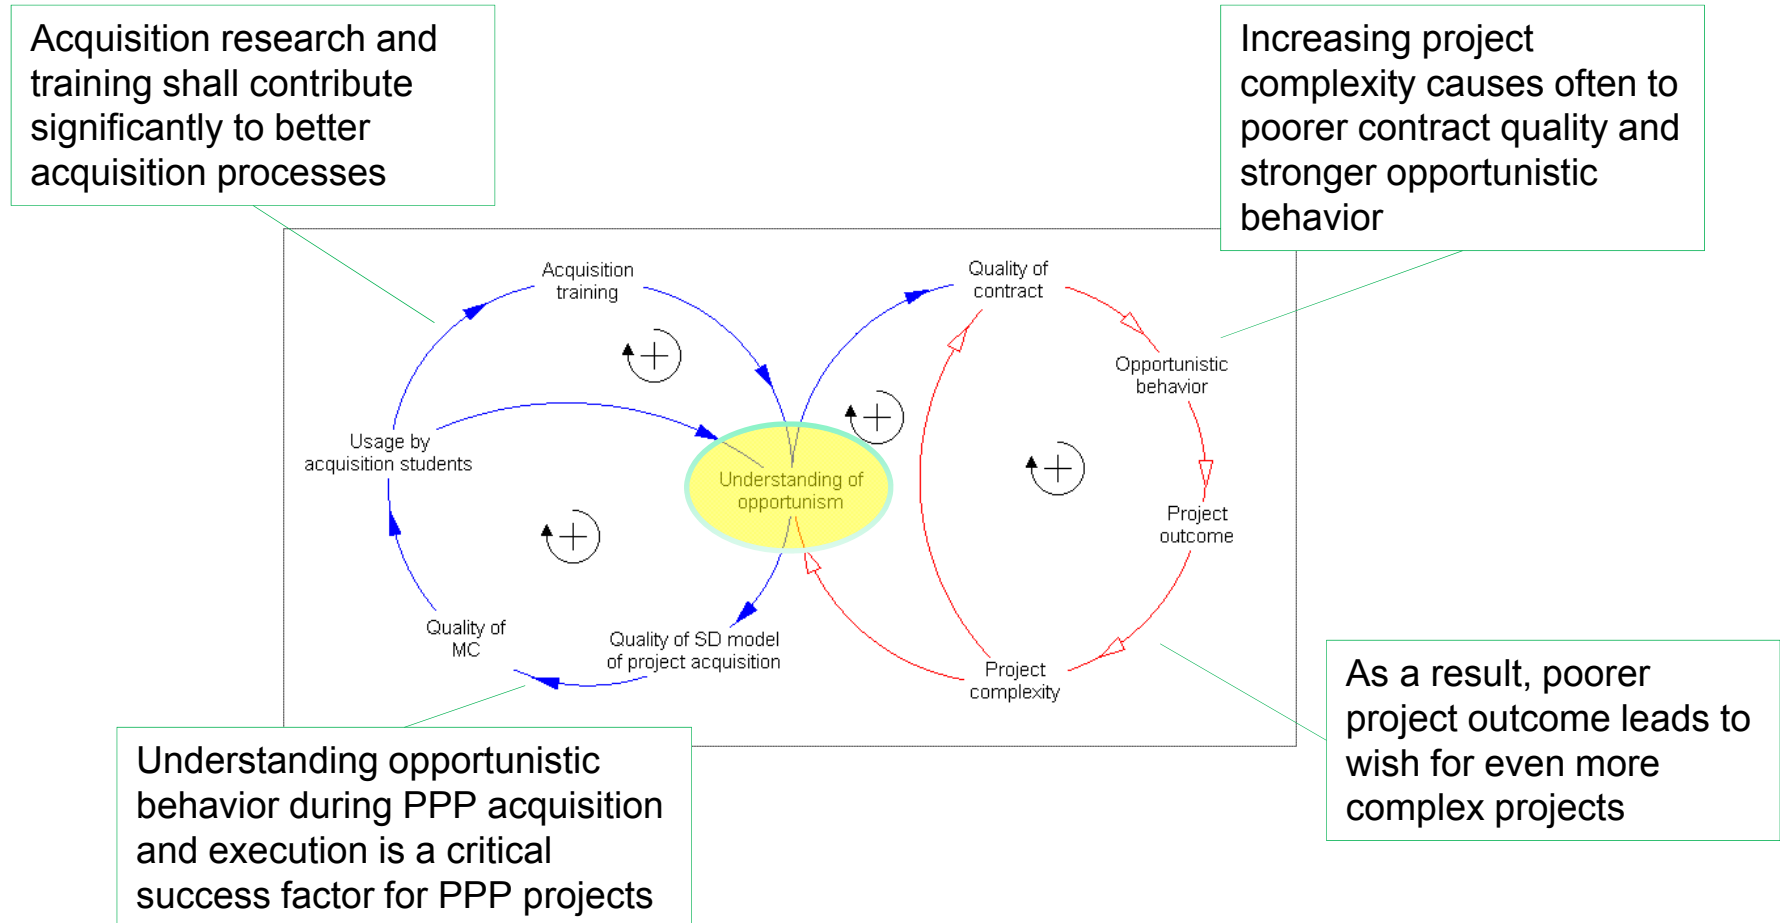 Acquisition research and
training shall contribute
significantly to better
acquisition processes
Increasing project
complexity causes often to
poorer contract quality and
stronger opportunistic
behavior
Acquisition
training
Quality of
contract
Opportunistic
behavior
Usage by
acquisition students
Understanding of
opportunism
Project
outcome
Quality of
MC
Quality of SD model
of project acquisition
Project
complexity
As a result, poorer
project outcome leads to
wish for even more
complex projects
Understanding opportunistic
behavior during PPP acquisition
and execution is a critical
success factor for PPP projects